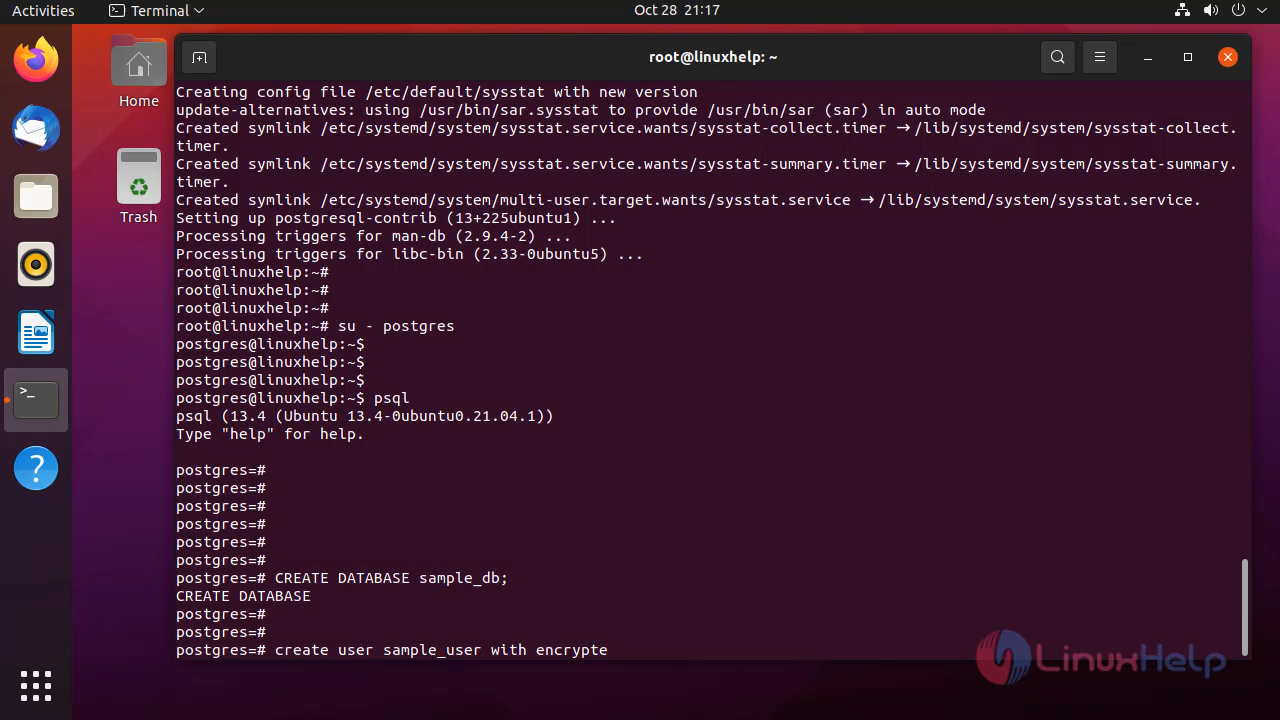 Activities
Terminal
Oct 28 21:17
Home
Trash
root@linuxhelp: ~
Creating config file /etc/default/sysstat with new version
update-alternatives: using /usr/bin/sar.sysstat to provide /usr/bin/sar (sar) in auto mode
Created symlink /etc/systemd/system/sysstat.service.wants/sysstat-collect.timer → /lib/systemd/system/sysstat-collect.
timer.
Created symlink /etc/systemd/system/sysstat.service.wants/sysstat-summary.timer → /lib/systemd/system/sysstat-summary.
timer.
Created symlink /etc/systemd/system/multi-user.target.wants/sysstat.service → /lib/systemd/system/sysstat.service.
Setting up postgresql-contrib (13+225ubuntu1) ...
Processing triggers for man-db (2.9.4-2) ...
Processing triggers for libc-bin (2.33-0ubuntu5) ...
root@linuxhelp:~#
root@linuxhelp:~#
root@linuxhelp:~#
root@linuxhelp:~# su - postgres
postgres@linuxhelp:~$
postgres@linuxhelp:~$
postgres@linuxhelp:~$
postgres@linuxhelp:~$ psql
psql (13.4 (Ubuntu 13.4-0ubuntu0.21.04.1))
Type "help" for help.
postgres=#
postgres=#
postgres=#
postgres=#
postgres=#
postgres=#
postgres=# CREATE DATABASE sample_db;
CREATE DATABASE
postgres=#
postgres=#
postgres=# create user sample_user with encrypte
LinuxHelp